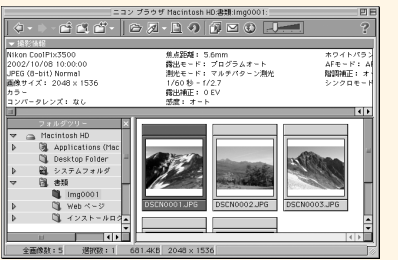 ニコン ブラウザ Macintosh HD:書類:Img0001:
?
撮影情報
Nikon CoolPix3500
2002/10/08 10:00:00
JPEG (8-bit) Normal
画像サイズ： 2048 x 1536
カラー
コンバータレンズ： なし
焦点距離： 5.6mm
露出モード： プログラムオート
測光モード： マルチパターン測光
1/60 秒 - f/2.7
露出補正： 0 EV
感度： オート
ホワイトバラン
AFモード： AF
階調補正： オ
シンクロモード
フォルダツリー
Macintosh HD
Applications (Mac
Desktop Folder
システムフォルダ
書類
Img0001
Web ページ
インストールログ
DSCN0001.JPG
DSCN0002.JPG
DSCN0003.JPG
全画像数：5 選択数：1 681.4KB 2048 x 1536